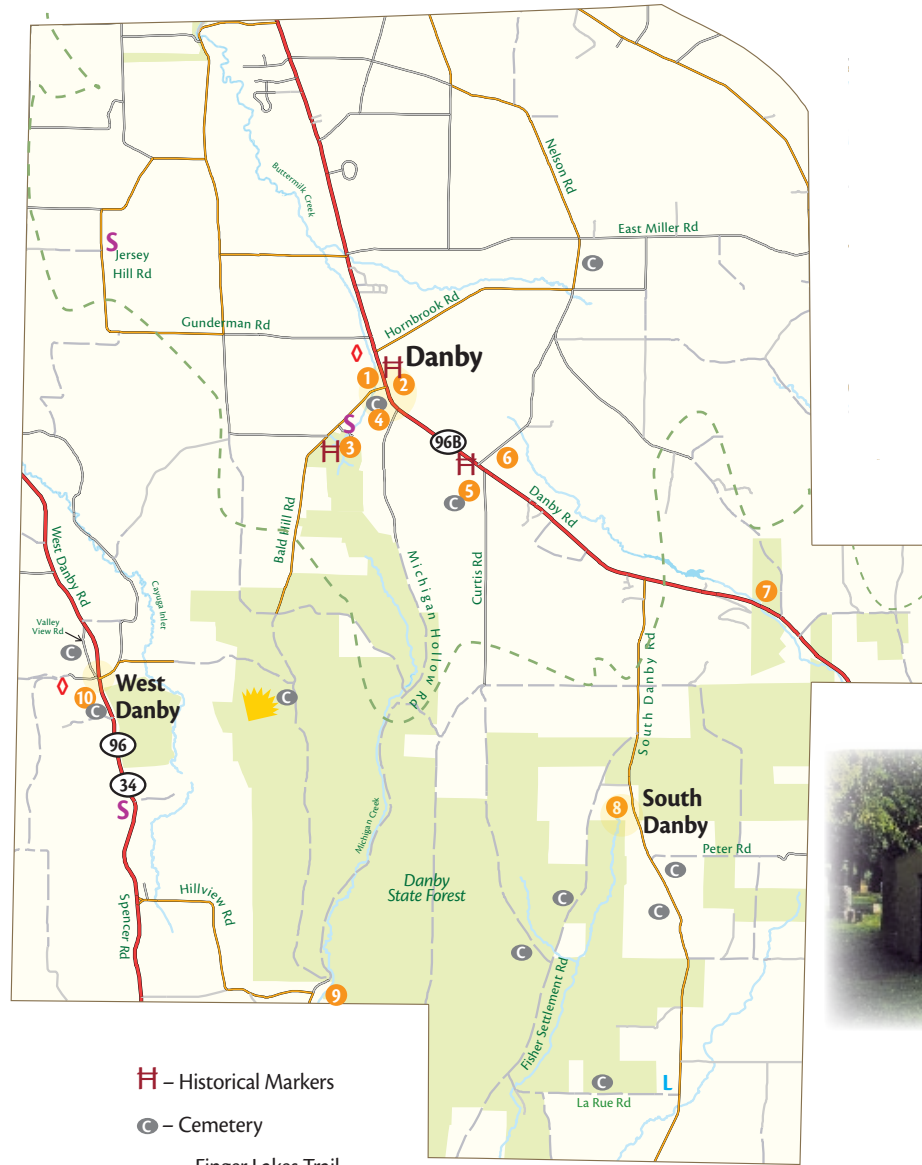 Nelson Rd
Buttermilk Creek
East Miller Rd
S
Jersey
Hill Rd
C
Hornbrook Rd
Gunderman Rd
H
Danby
1
2
C
4
S
H
3
96B
H
6
5
C
Danby Rd
Bald Hill Rd
Michigan Hollow Rd
Curtis Rd
West Danby Rd
Cayuga Inlet
7
Valley
View Rd
C
South Danby Rd
West
Danby
10
C
C
96
34
S
Michigan Creek
8
South
Danby
Peter Rd
C
Danby
State Forest
Hillview Rd
C
C
Spencer Rd
C
Fisher Settlement Rd
9
C
L
La Rue Rd
H – Historical Markers
C – Cemetery
Finger Lakes Trail